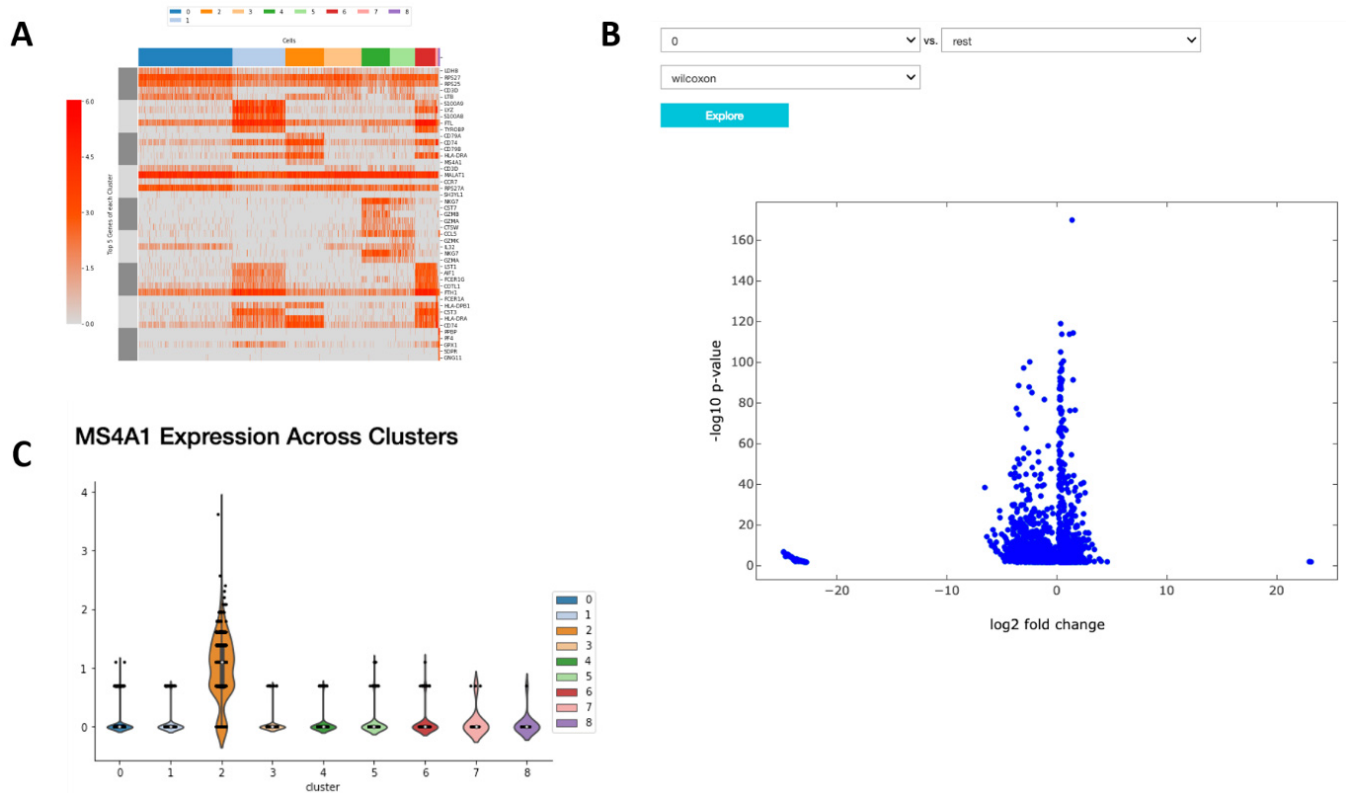 A
0 2 3 4 5 6 7 8
1
Cells
6.0
4.5
3.0
1.5
0.0
Top 5 Genes of each Cluster
LDHB
RPS27
RPS25
CD3D
LTB
S100A9
LYZ
S100A8
FTL
TYROBP
CD79A
CD74
CD79B
HLA-DRA
MS4A1
CD3D
MALAT1
CCR7
RPS27A
SH3YL1
NKG7
CST7
GZMB
GZMA
CTSW
CCL5
GZMK
IL32
NKG7
GZMA
LST1
AIF1
FCER1G
COTL1
FTH1
FCER1A
HLA-DPB1
CST3
HLA-DRA
CD74
PPBP
PF4
GPX1
SDPR
GNG11
B
0 vs. rest
wilcoxon
Explore
160
140
120
100
80
60
40
20
0
-log10 p-value
−20 −10 0 10 20
log2 fold change
C
MS4A1 Expression Across Clusters
4
3
2
1
0
0 1 2 3 4 5 6 7 8
cluster
0
1
2
3
4
5
6
7
8